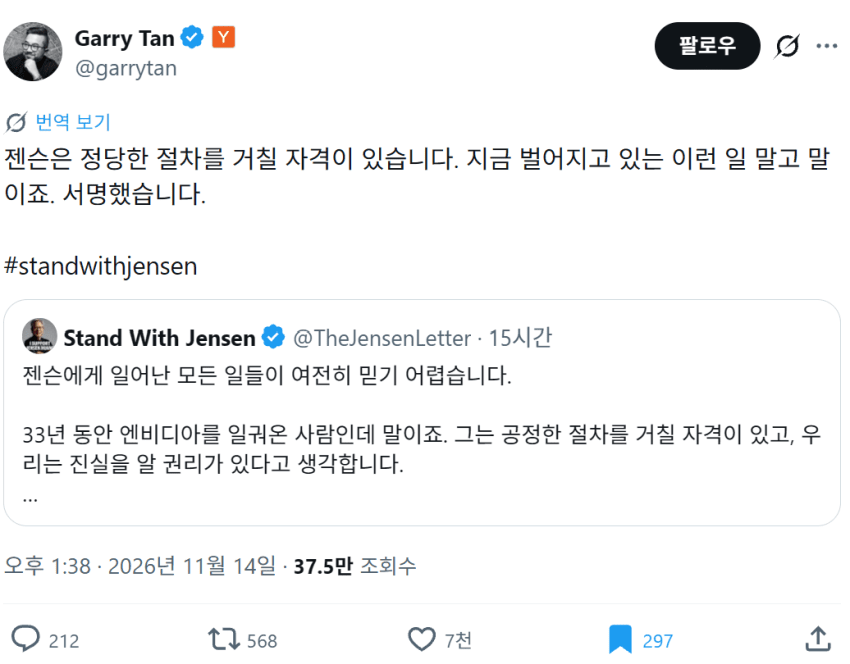 Garry Tan
@garrytan
팔로우
번역 보기
젠슨은 정당한 절차를 거칠 자격이 있습니다. 지금 벌어지고 있는 이런 일 말고 말
이죠. 서명했습니다.
#standwithjensen
Stand With Jensen @TheJensenLetter · 15시간
젠슨에게 일어난 모든 일들이 여전히 믿기 어렵습니다.
33년 동안 엔비디아를 일궈온 사람인데 말이죠. 그는 공정한 절차를 거칠 자격이 있고, 우
리는 진실을 알 권리가 있다고 생각합니다.
...
오후 1:38 · 2026년 11월 14일 · 37.5만 조회수
212 568 7천 297